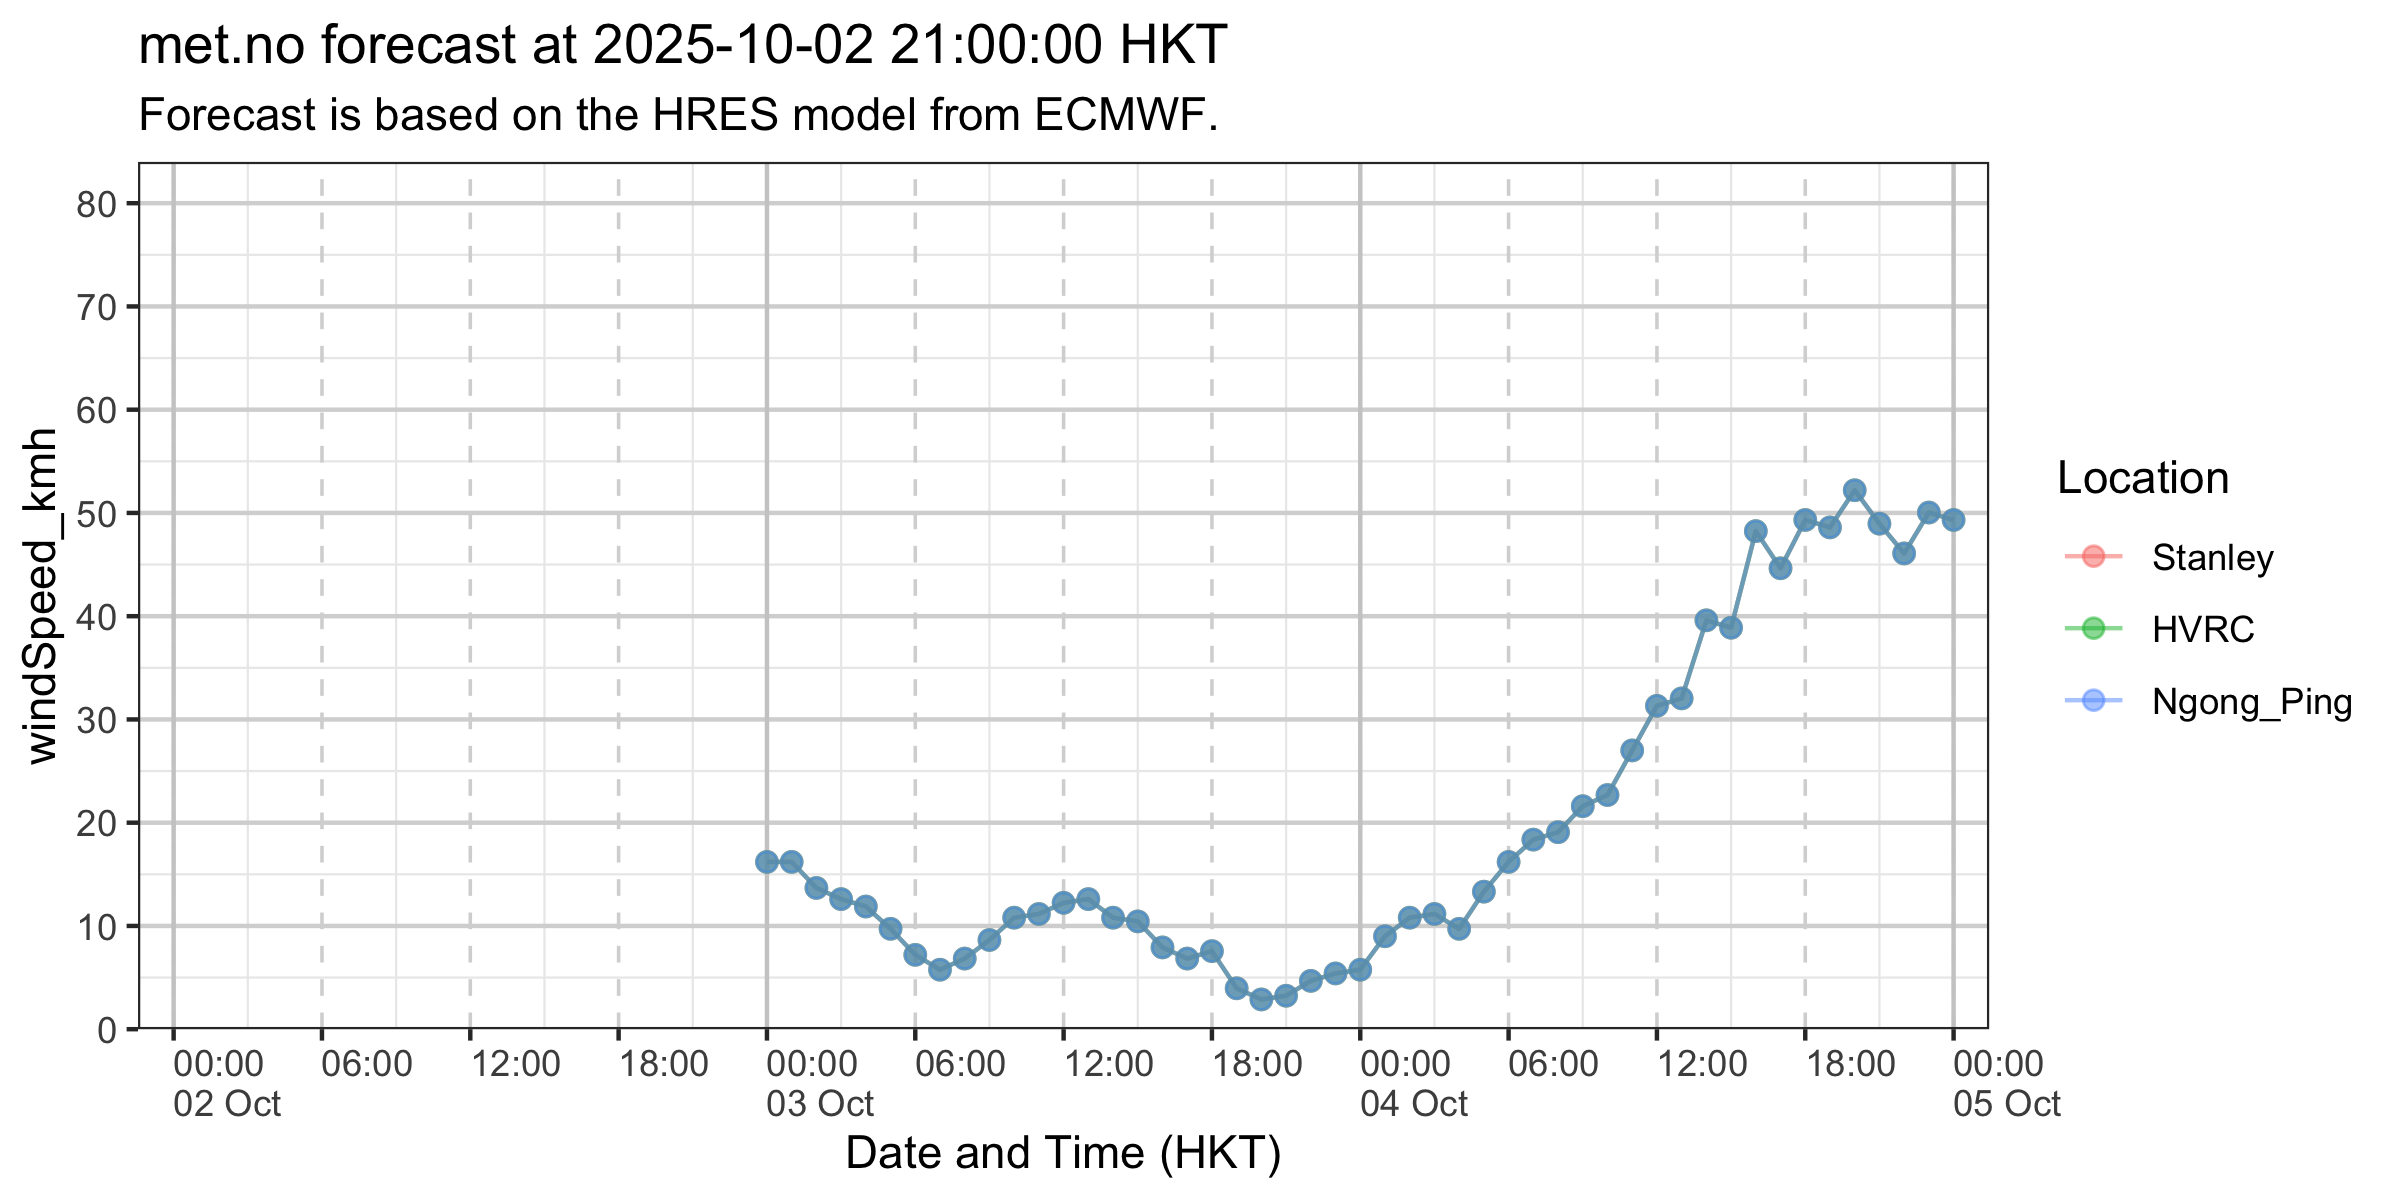 met.no forecast at 2025-10-02 21:00:00 HKT
Forecast is based on the HRES model from ECMWF.
windSpeed_kmh
80
70
60
50
40
30
20
10
0
00:00 06:00 12:00 18:00 00:00 06:00 12:00 18:00 00:00 06:00 12:00 18:00 00:00
02 Oct 03 Oct 04 Oct 05 Oct
Date and Time (HKT)
Location
Stanley
HVRC
Ngong_Ping